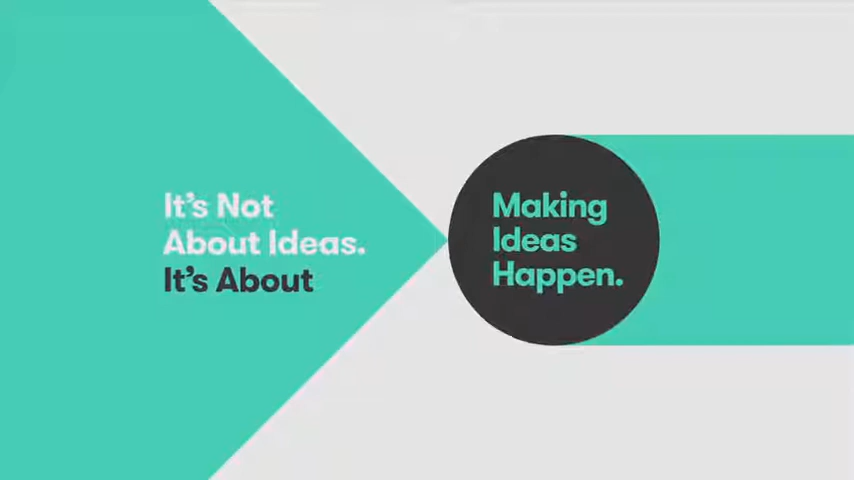 It's Not
About Ideas.
It's About
Making
Ideas
Happen.